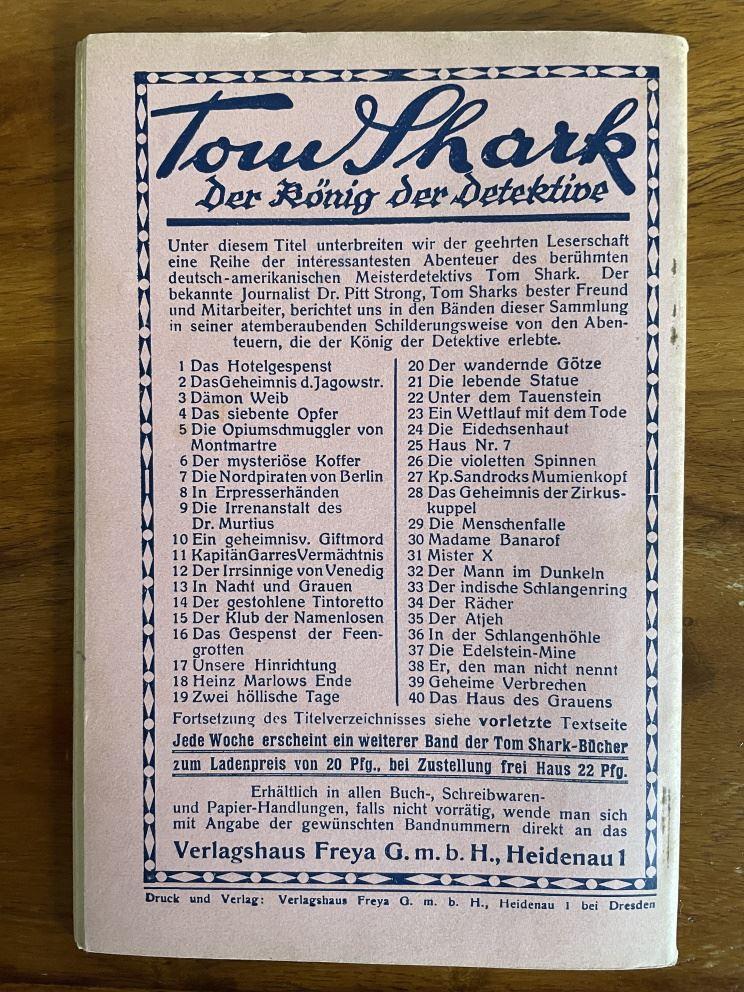 Tom Shark
der König der Detektive
Unter diesem Titel unterbreiten wir der geehrten Leserschaft
eine Reihe der interessantesten Abenteuer des berühmten
deutsch-amerikanischen Meisterdetektivs Tom Shark. Der
bekannte Journalist Dr. Pitt Strong, Tom Sharks bester Freund
und Mitarbeiter, berichtet uns in den Bänden dieser Sammlung
in seiner atemberaubenden Schilderungsweise von den Aben-
teuern, die der König der Detektive erlebte.
1 Das Hotelgespenst
2 Das Geheimnis d. Jagowstr.
3 Dämon Weib
4 Das siebente Opfer
5 Die Opiumschmuggler von
Montmartre
6 Der mysteriöse Koffer
7 Die Nordpiraten von Berlin
8 In Erpresserhänden
9 Die Irrenanstalt des
Dr. Murtius
10 Ein geheimnisv. Giftmord
11 Kapitän Garres Vermächtnis
12 Der Irrsinnige von Venedig
13 In Nacht und Grauen
14 Der gestohlene Tintoretto
15 Der Klub der Namenlosen
16 Das Gespenst der Feen-
grotten
17 Unsere Hinrichtung
18 Heinz Marlows Ende
19 Zwei höllische Tage
20 Der wandernde Götze
21 Die lebende Statue
22 Unter dem Tauenstein
23 Ein Wettlauf mit dem Tode
24 Die Eidechsenhaut
25 Haus Nr. 7
26 Die violetten Spinnen
27 Kp. Sandrocks Mumienkopf
28 Das Geheimnis der Zirkus-
kuppel
29 Die Menschenfalle
30 Madame Banarof
31 Mister X
32 Der Mann im Dunkeln
33 Der indische Schlangenring
34 Der Rächer
35 Der Atjeh
36 In der Schlangenhöhle
37 Die Edelstein-Mine
38 Er, den man nicht nennt
39 Geheime Verbrechen
40 Das Haus des Grauens
Fortsetzung des Titelverzeichnisses siehe vorletzte Textseite
Jede Woche erscheint ein weiterer Band der Tom Shark-Bücher
zum Ladenpreis von 20 Pfg., bei Zustellung frei Haus 22 Pfg.
Erhältlich in allen Buch-, Schreibwaren-
und Papier-Handlungen, falls nicht vorrätig, wende man sich
mit Angabe der gewünschten Bandnummern direkt an das
Verlagshaus Freya G. m. b. H., Heidenau 1
Druck und Verlag: Verlagshaus Freya G. m. b. H., Heidenau 1 bei Dresden